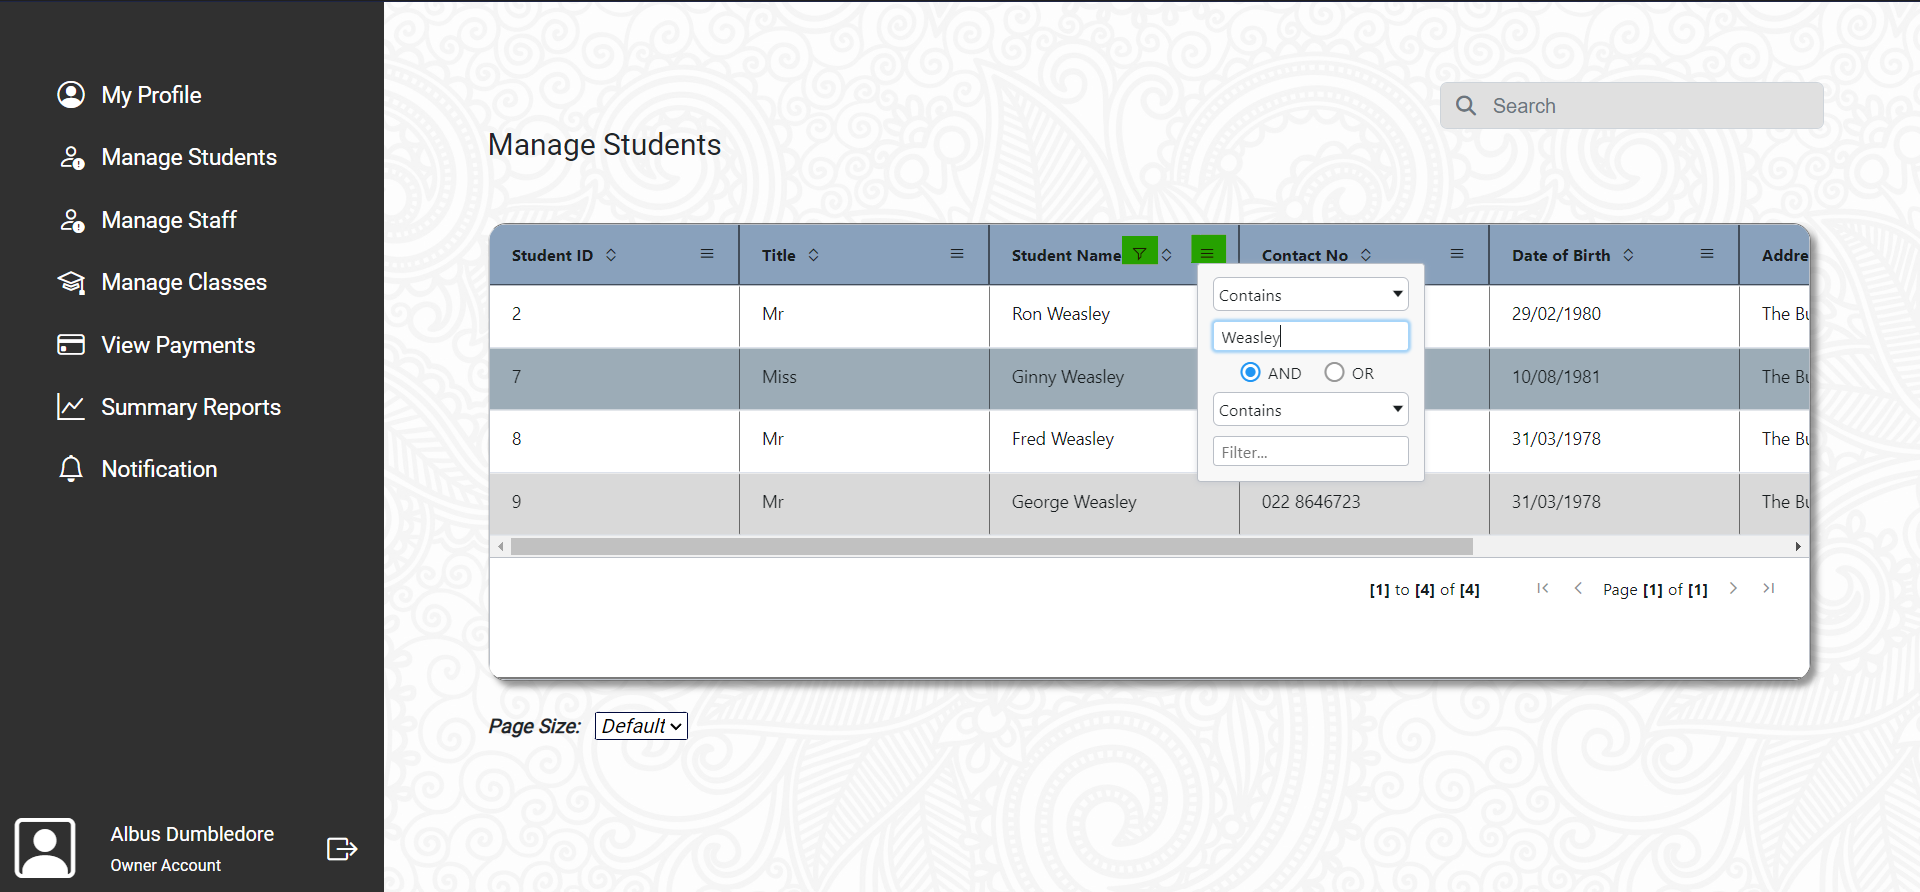 My Profile
Manage Students
Manage Staff
Manage Classes
View Payments
Summary Reports
Notification
Albus Dumbledore
Owner Account
Search
Manage Students
Student ID Title Student Name Contact No Date of Birth Addre
2 Mr Ron Weasley 29/02/1980 The Bu
7 Miss Ginny Weasley 10/08/1981 The Bu
8 Mr Fred Weasley 31/03/1978 The Bu
9 Mr George Weasley 022 8646723 31/03/1978 The Bu
Contains
Weasley
AND OR
Contains
Filter...
[1] to [4] of [4] Page [1] of [1]
Page Size: Default